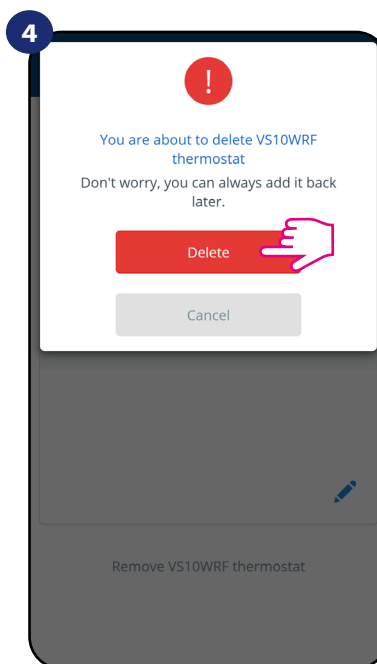 4
!
You are about to delete VS10WRF
thermostat
Don't worry, you can always add it back
later.
Delete
Cancel
Remove VS10WRF thermostat